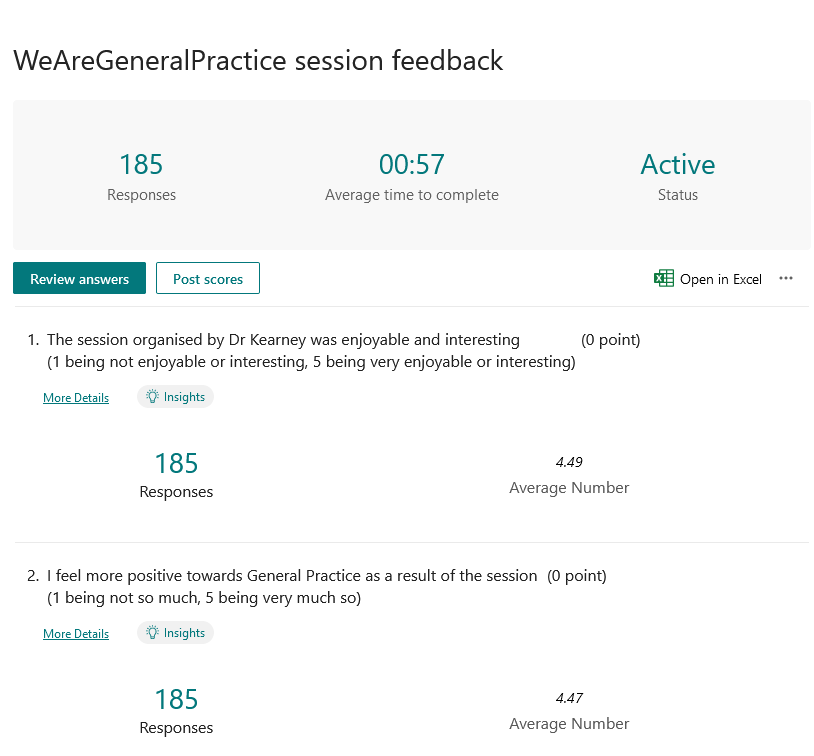 WeAreGeneralPractice session feedback
185
Responses
00:57
Average time to complete
Active
Status
Review answers
Post scores
Open in Excel
1. The session organised by Dr Kearney was enjoyable and interesting (0 point)
(1 being not enjoyable or interesting, 5 being very enjoyable or interesting)
More Details
Insights
185
Responses
4.49
Average Number
2. I feel more positive towards General Practice as a result of the session (0 point)
(1 being not so much, 5 being very much so)
More Details
Insights
185
Responses
4.47
Average Number